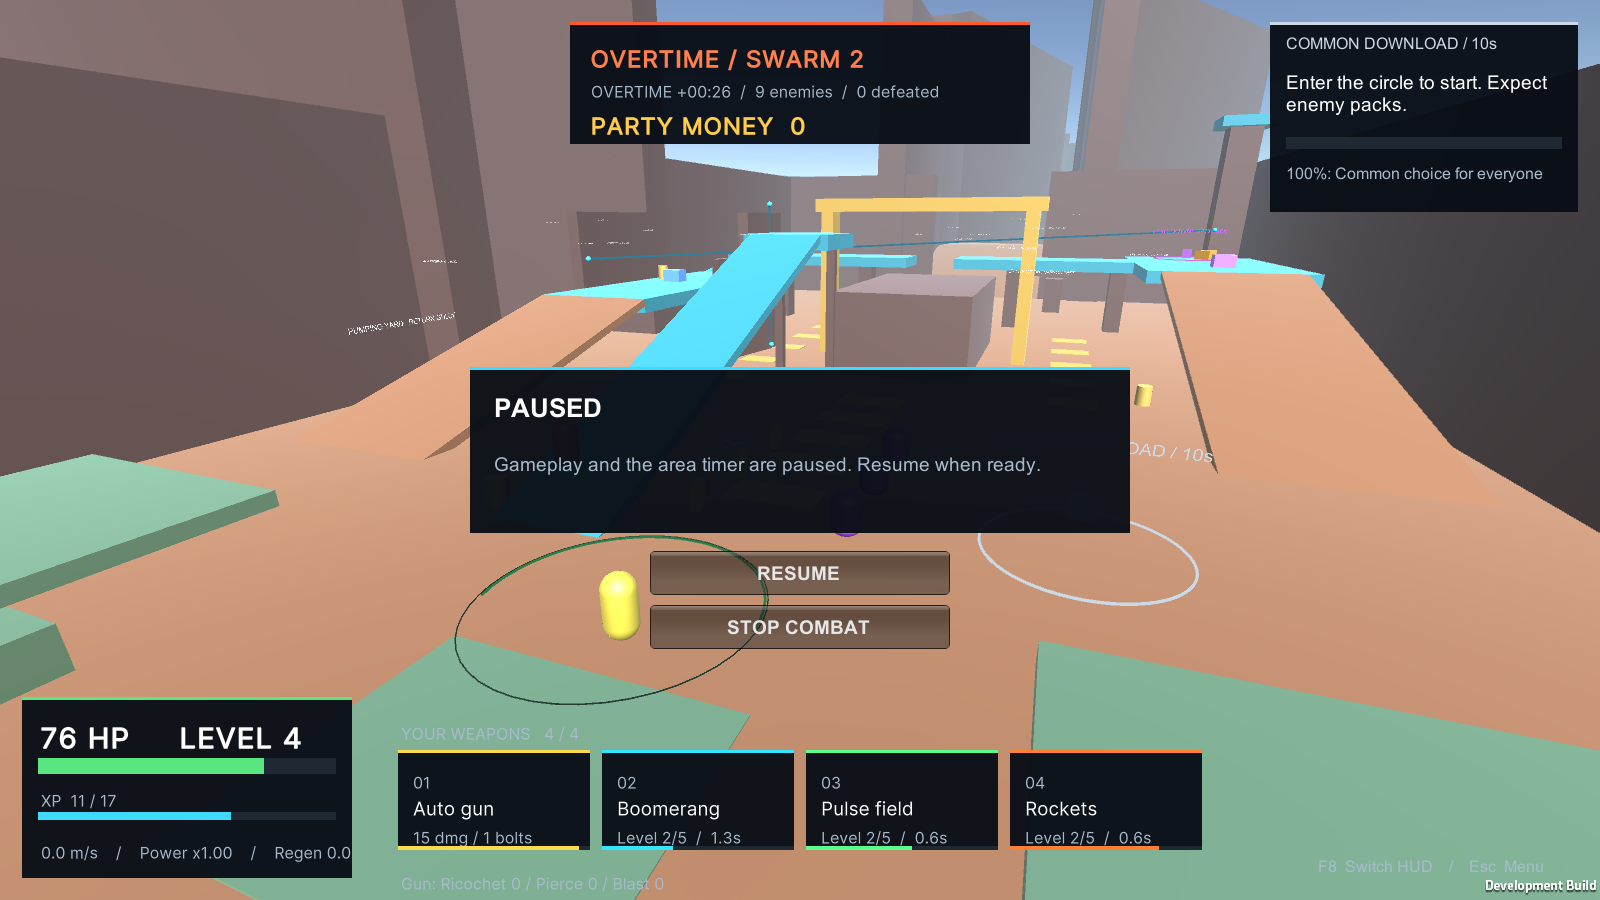 OVERTIME / SWARM 2
OVERTIME +00:26 / 9 enemies / 0 defeated
PARTY MONEY 0
COMMON DOWNLOAD / 10s
Enter the circle to start. Expect
enemy packs.
100%: Common choice for everyone
OAD / 10s
PAUSED
Gameplay and the area timer are paused. Resume when ready.
RESUME
STOP COMBAT
76 HP LEVEL 4
XP 11 / 17
0.0 m/s / Power x1.00 / Regen 0.0
YOUR WEAPONS 4 / 4
01
Auto gun
15 dmg / 1 bolts
02
Boomerang
Level 2/5 / 1.3s
03
Pulse field
Level 2/5 / 0.6s
04
Rockets
Level 2/5 / 0.6s
Gun: Ricochet 0 / Pierce 0 / Blast 0
F8 Switch HUD / Esc Menu
Development Build